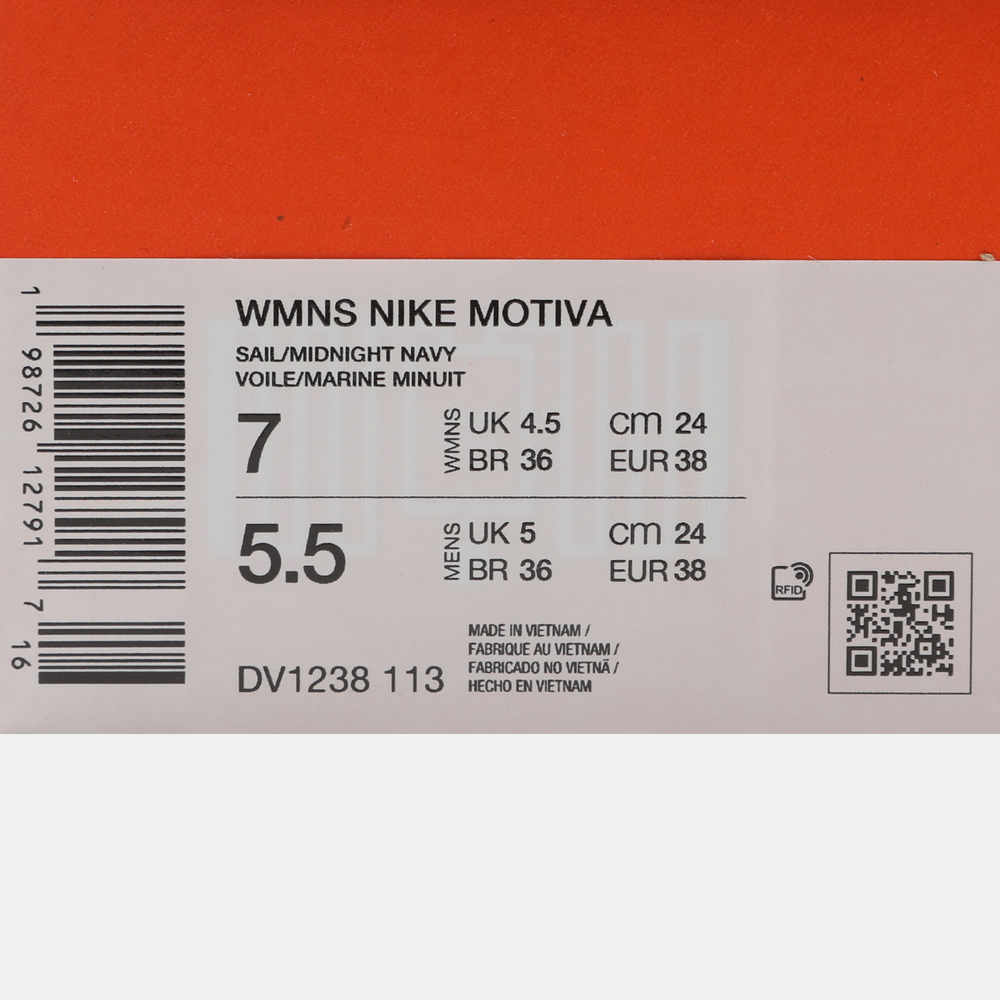 WMNS NIKE MOTIVA
SAIL/MIDNIGHT NAVY
VOILE/MARINE MINUIT
7 WMNS UK 4.5 CM 24
BR 36 EUR 38
5.5 MENS UK 5 CM 24
BR 36 EUR 38
DV1238 113
MADE IN VIETNAM /
FABRIQUE AU VIETNAM /
FABRICADO NO VIETNÃ /
HECHO EN VIETNAM
RFID
1 98726 12791 7 16